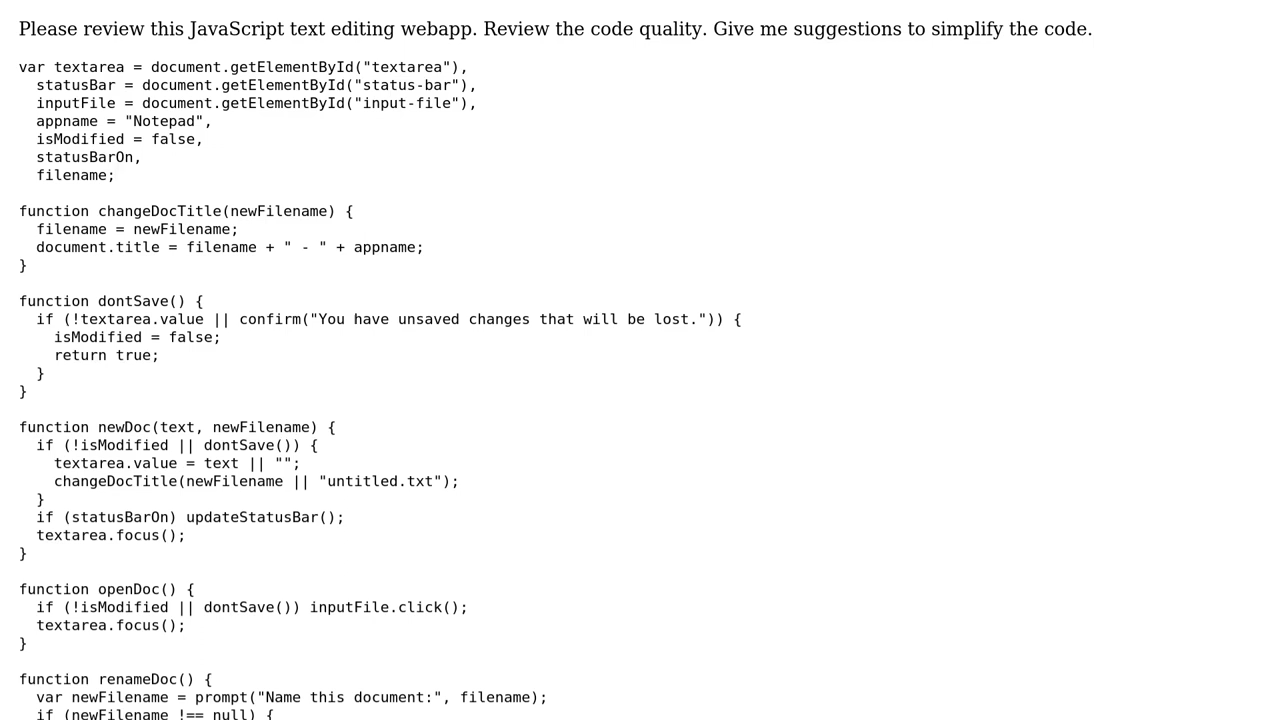 Please review this JavaScript text editing webapp. Review the code quality. Give me suggestions to simplify the code.
var textarea = document.getElementById("textarea"),
  statusBar = document.getElementById("status-bar"),
  inputFile = document.getElementById("input-file"),
  appname = "Notepad",
  isModified = false,
  statusBarOn,
  filename;

function changeDocTitle(newFilename) {
  filename = newFilename;
  document.title = filename + " - " + appname;
}

function dontSave() {
  if (!textarea.value || confirm("You have unsaved changes that will be lost.")) {
    isModified = false;
    return true;
  }
}

function newDoc(text, newFilename) {
  if (!isModified || dontSave()) {
    textarea.value = text || "";
    changeDocTitle(newFilename || "untitled.txt");
  }
  if (statusBarOn) updateStatusBar();
  textarea.focus();
}

function openDoc() {
  if (!isModified || dontSave()) inputFile.click();
  textarea.focus();
}

function renameDoc() {
  var newFilename = prompt("Name this document:", filename);
  if (newFilename !== null) {